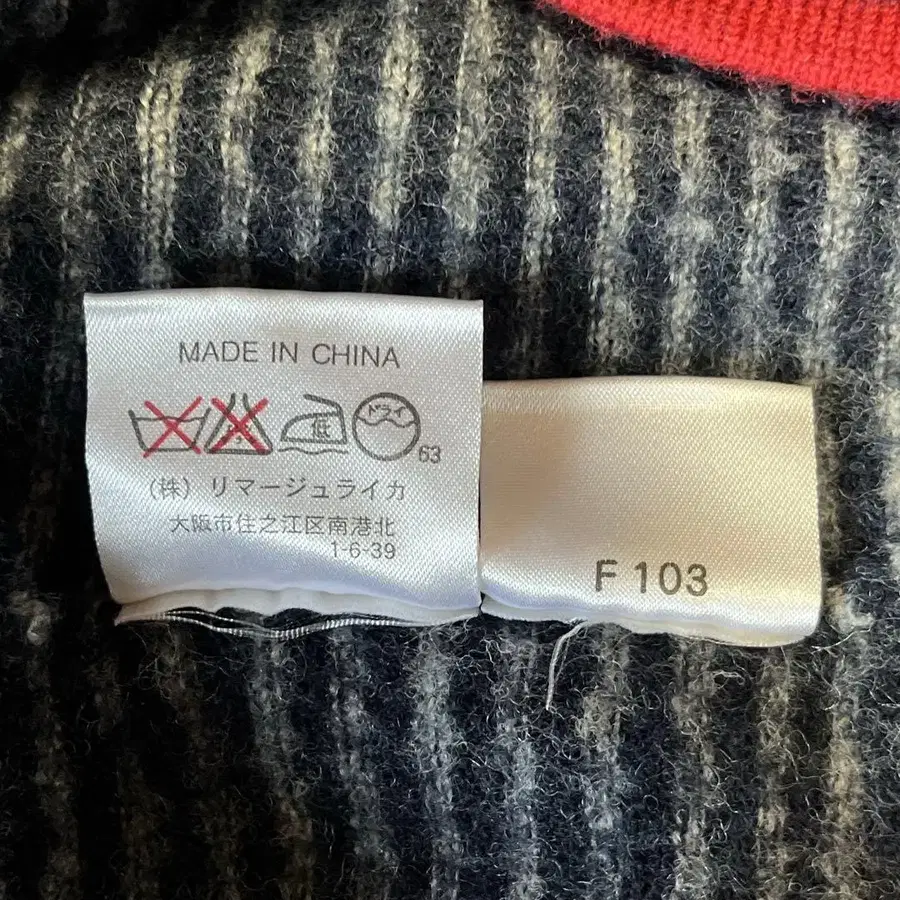 MADE IN CHINA
低 ドライ
63
(株) リマージュライカ
大阪市住之江区南港北
1-6-39
F 103